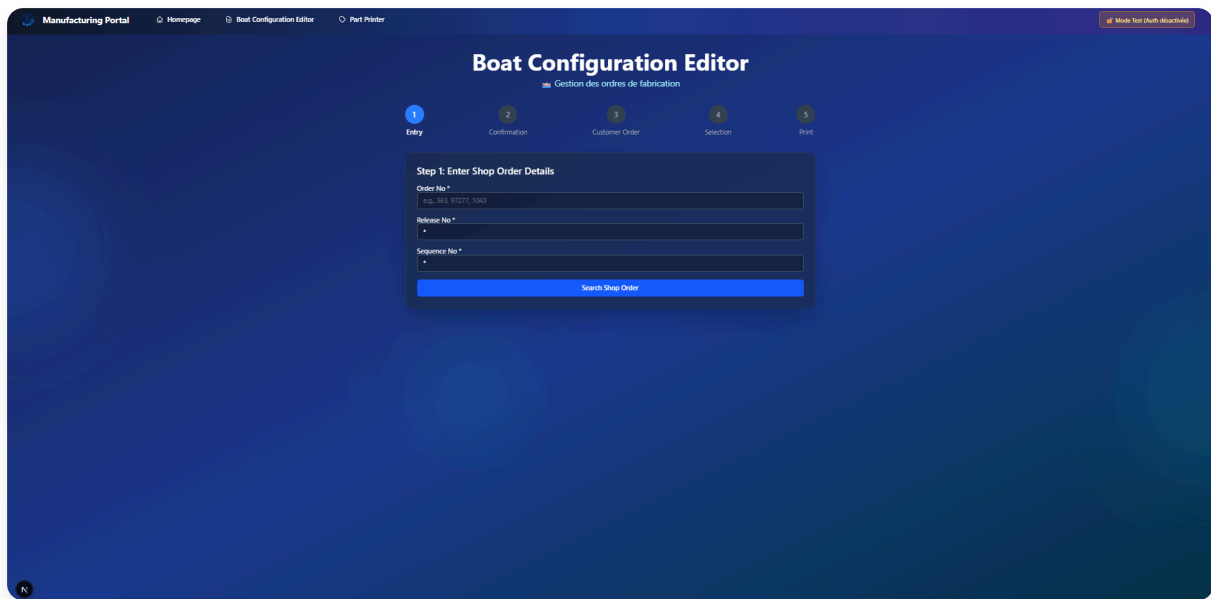 Manufacturing Portal Homepage Boat Configuration Editor Part Printer Mode Test (Auth désactivée)
Boat Configuration Editor
Gestion des ordres de fabrication
1 2 3 4 5
Entry Confirmation Customer Order Selection Print
Step 1: Enter Shop Order Details
Order No *
e.g., 563, 97277, 1043
Release No *
*
Sequence No *
*
Search Shop Order
N